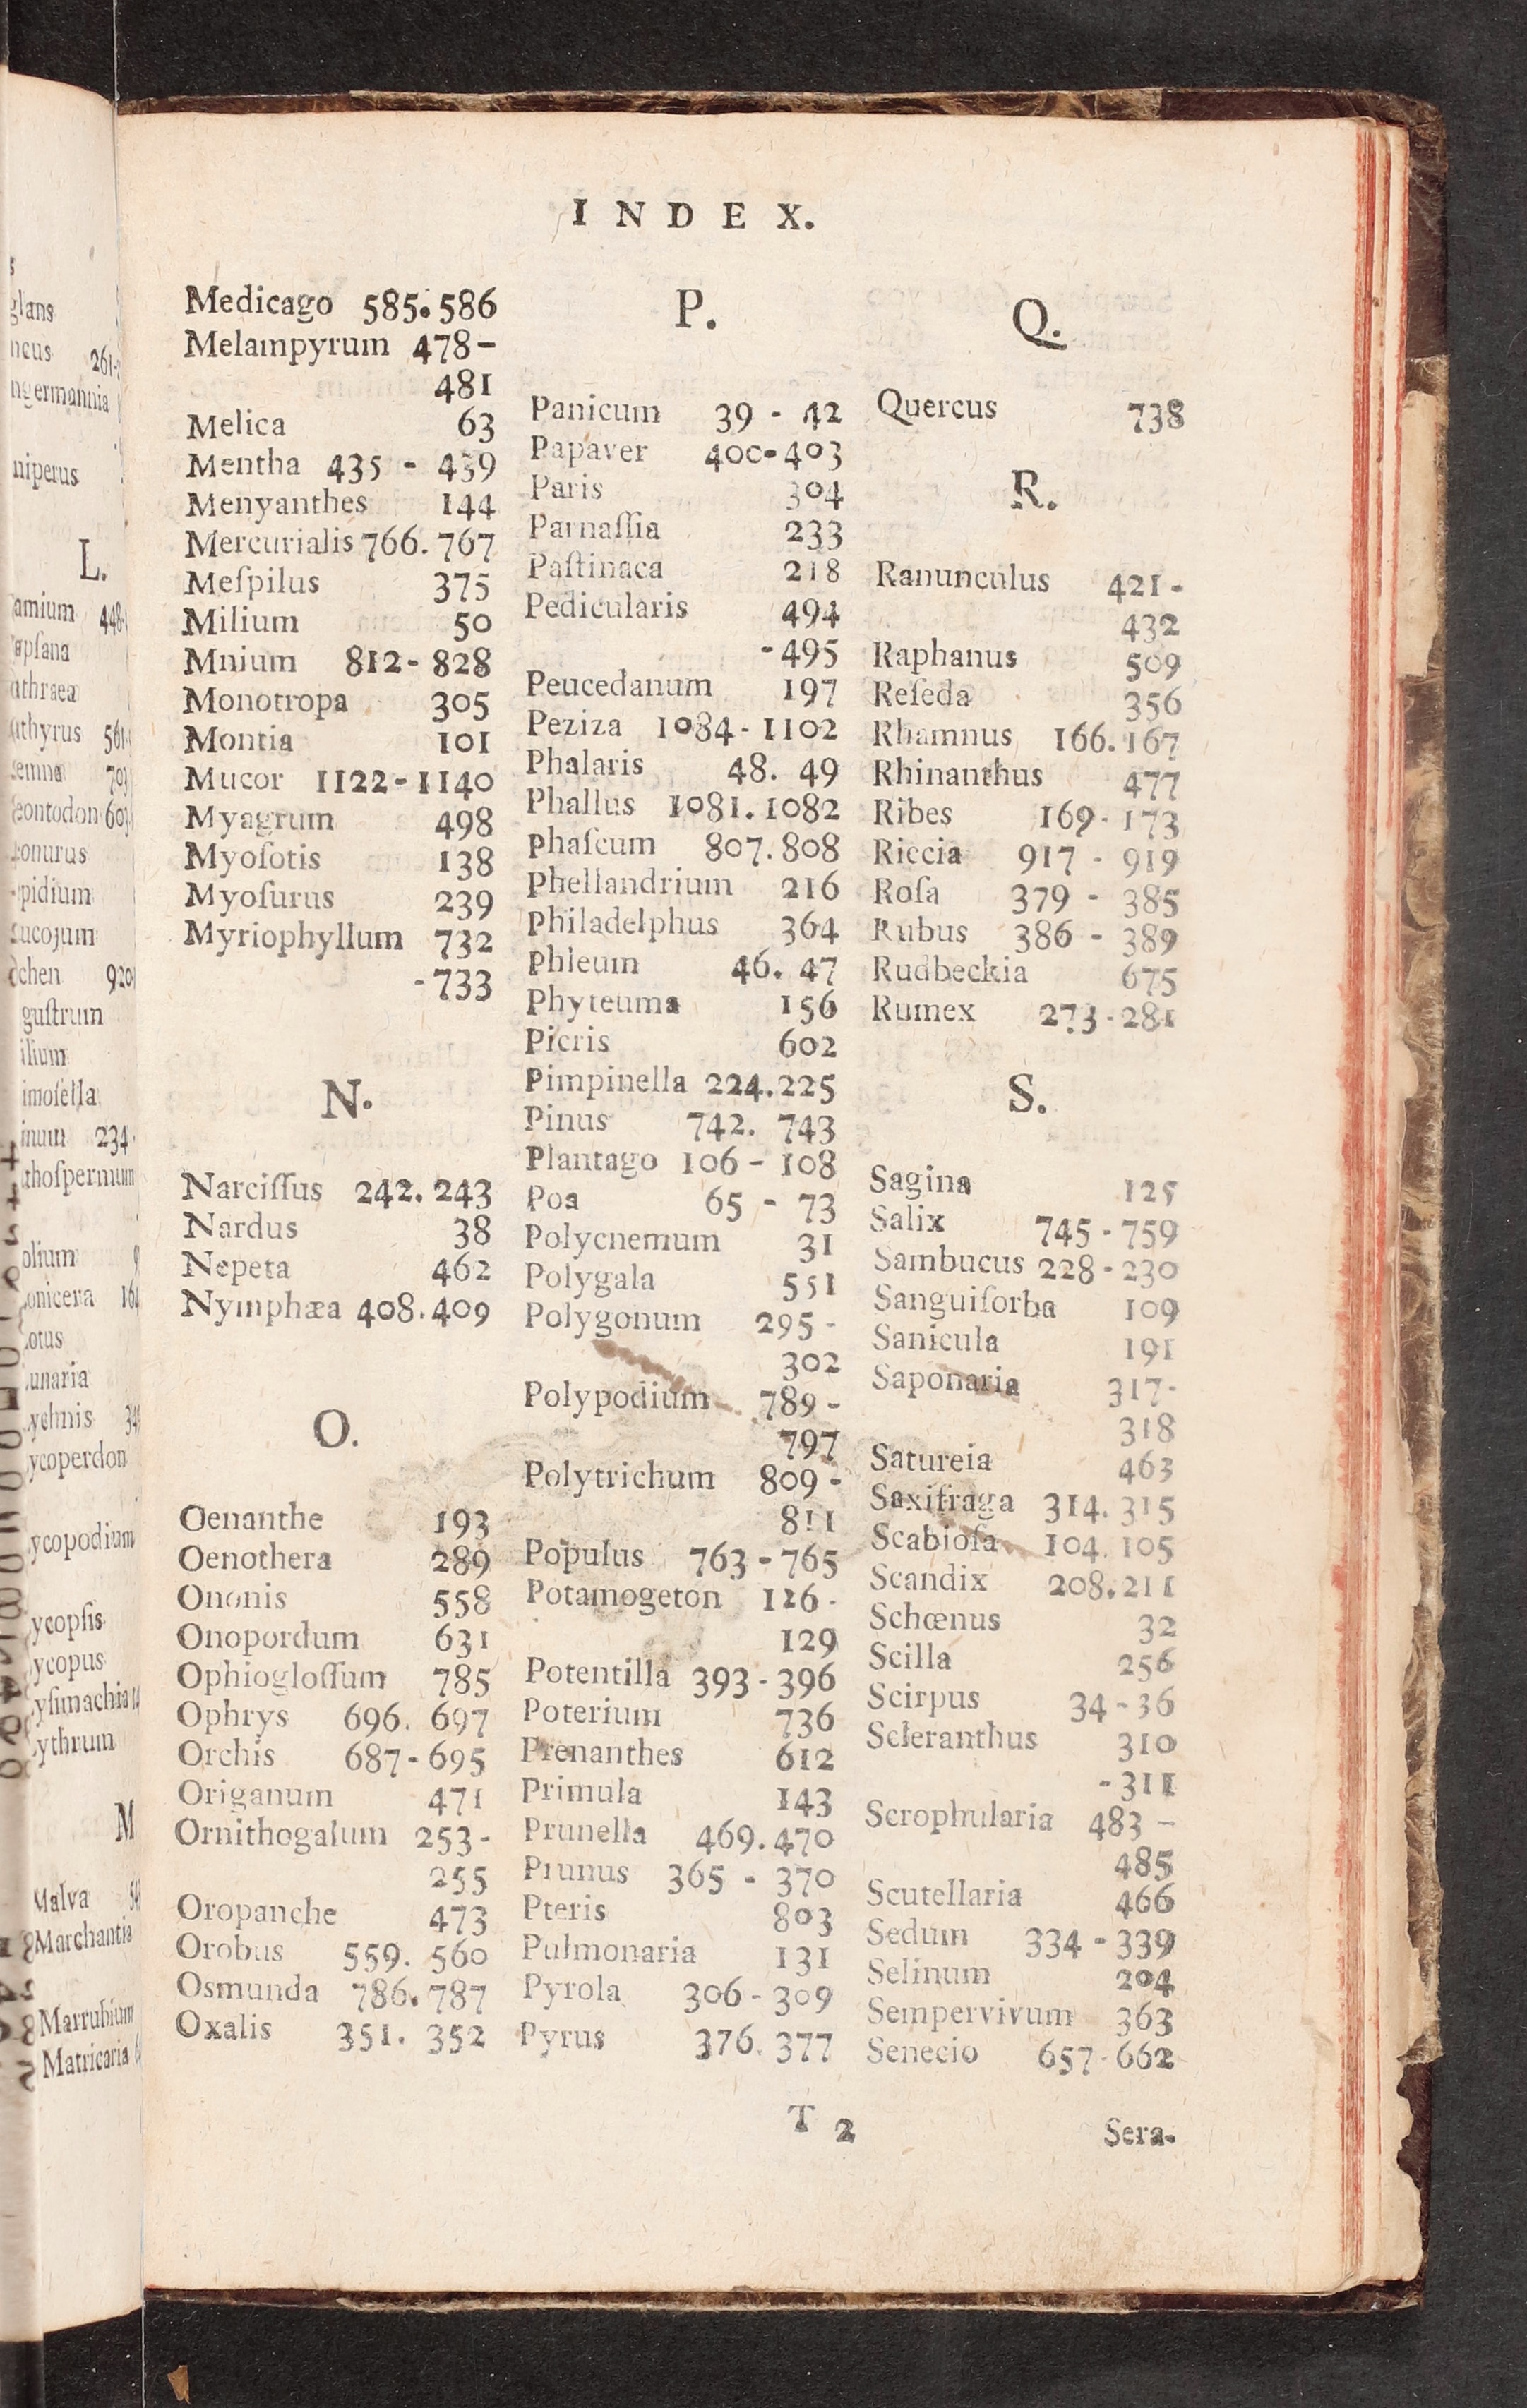 INDEX.
Medicago 585.586
Melampyrum 478-
481
Melica 63
Mentha 435 - 439
Menyanthes 144
Mercurialis 766. 767
Meſpilus 375
Milium 50
Mnium 812- 828
Monotropa 305
Montia 101
Mucor 1122-1140
Myagrum 498
Myoſotis 138
Myoſurus 239
Myriophyllum 732
-733
N.
Narciſſus 242. 243
Nardus 38
Nepeta 462
Nymphæa 408.409
O.
Oenanthe 193
Oenothera 289
Ononis 558
Onopordum 631
Ophiogloſſum 785
Ophrys 696. 697
Orchis 687-695
Origanum 471
Ornithogalum 253-
255
Oropanche 473
Orobus 559. 560
Osmunda 786. 787
Oxalis 351. 352
P.
Panicum 39 - 42
Papaver 400-403
Paris 304
Parnaſſia 233
Paſtinaca 218
Pedicularis 494
-495
Peucedanum 197
Peziza 1084-1102
Phalaris 48. 49
Phallus 1081.1082
Phaſcum 807.808
Phellandrium 216
Philadelphus 364
Phleum 46. 47
Phyteuma 156
Picris 602
Pimpinella 224.225
Pinus 742. 743
Plantago 106 - 108
Poa 65 - 73
Polycnemum 31
Polygala 551
Polygonum 295 -
302
Polypodium 789 -
797
Polytrichum 809 -
811
Populus 763 - 765
Potamogeton 126 -
129
Potentilla 393-396
Poterium 736
Prenanthes 612
Primula 143
Prunella 469.470
Prunus 365 - 370
Pteris 803
Pulmonaria 131
Pyrola 306-309
Pyrus 376. 377
Q.
Quercus 738
R.
Ranunculus 421-
432
Raphanus 509
Reſeda 356
Rhamnus 166.167
Rhinanthus 477
Ribes 169-173
Riccia 917 - 919
Roſa 379 - 385
Rubus 386 - 389
Rudbeckia 675
Rumex 273-281
S.
Sagina 125
Salix 745-759
Sambucus 228-230
Sanguiſorba 109
Sanicula 191
Saponaria 317-
318
Satureia 463
Saxifraga 314. 315
Scabioſa 104. 105
Scandix 208.211
Schœnus 32
Scilla 256
Scirpus 34-36
Scleranthus 310
-311
Scrophularia 483 -
485
Scutellaria 466
Sedum 334 - 339
Selinum 204
Sempervivum 363
Senecio 657-662
T 2
Sera-